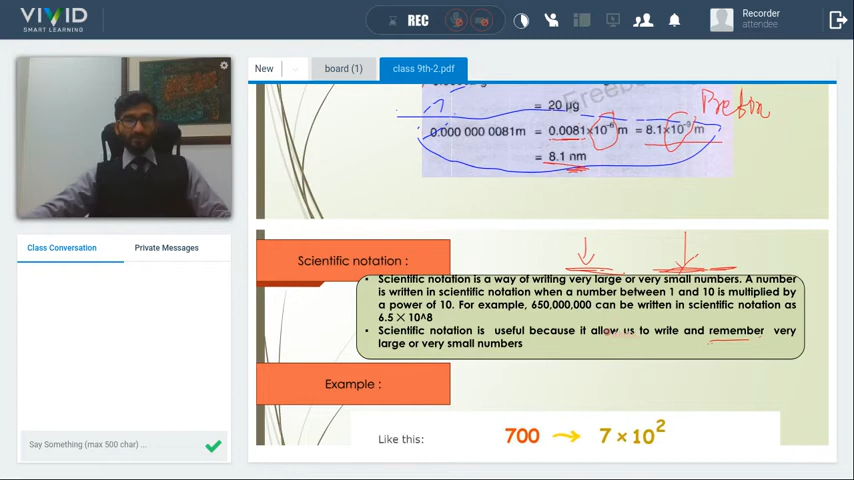 VIVID
SMART LEARNING
REC
Recorder
attendee
New
board (1)
class 9th-2.pdf
= 20 µg
0.000 000 0081m = 0.0081×10⁻⁶ m = 8.1×10⁻⁹ m
= 8.1 nm
Scientific notation :
• Scientific notation is a way of writing very large or very small numbers. A number
is written in scientific notation when a number between 1 and 10 is multiplied by
a power of 10. For example, 650,000,000 can be written in scientific notation as
6.5 × 10^8
• Scientific notation is useful because it allow us to write and remember very
large or very small numbers
Example :
Like this: 700 → 7 × 10²
Class Conversation
Private Messages
Say Something (max 500 char) ...